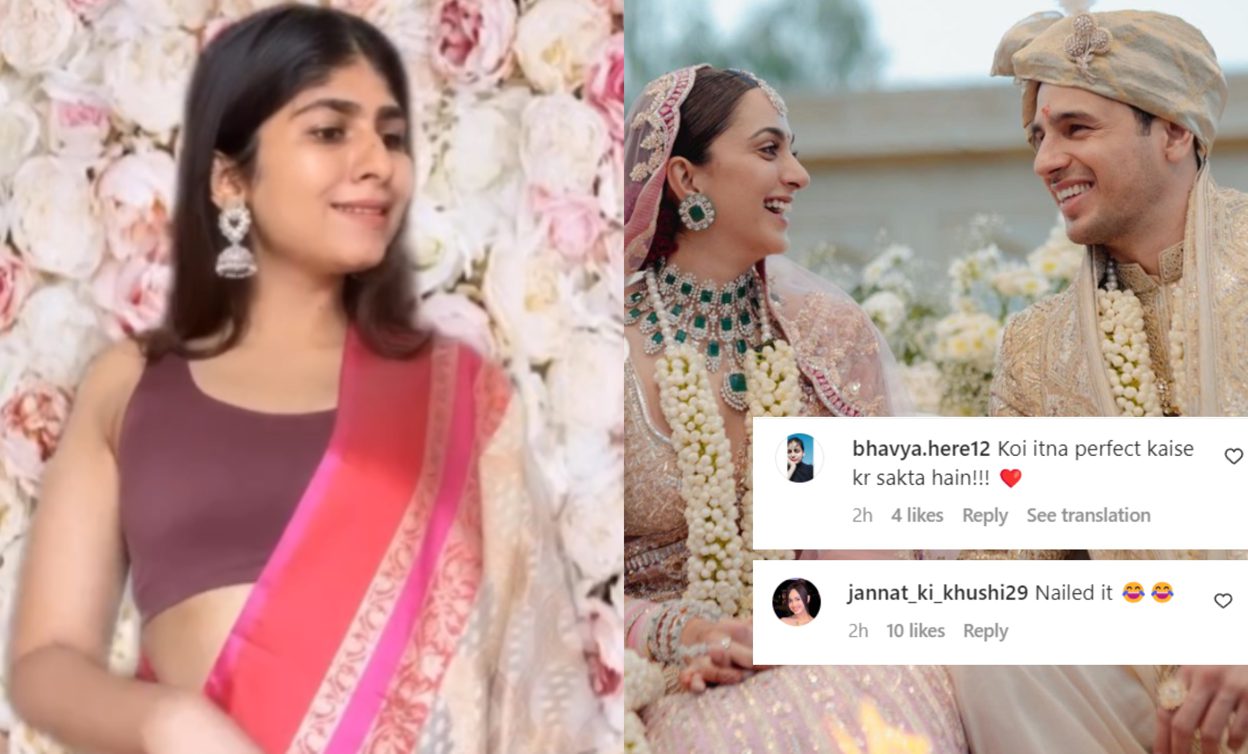 bhavya.here12 Koi itna perfect kaise
kr sakta hain!!! ❤️
2h 4 likes Reply See translation
jannat_ki_khushi29 Nailed it 😂 😂
2h 10 likes Reply